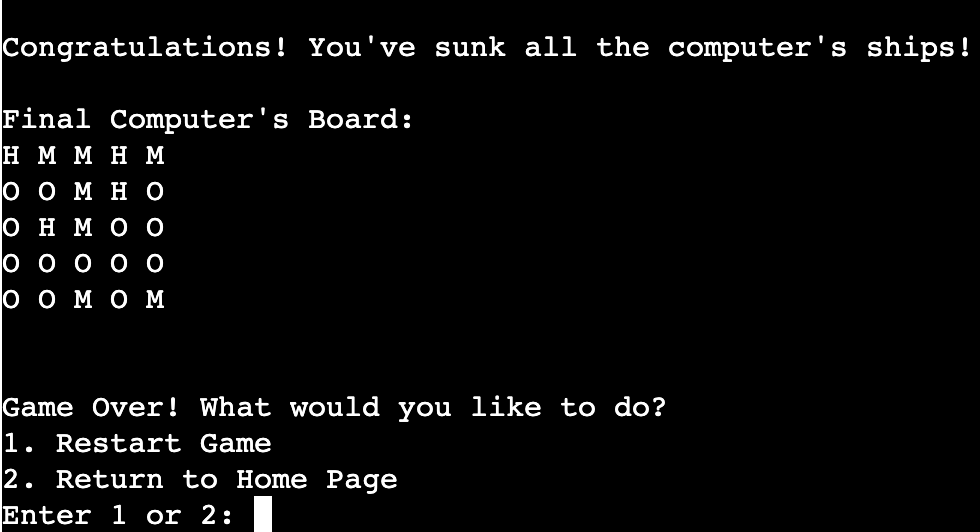 Congratulations! You've sunk all the computer's ships!
Final Computer's Board:
H M M H M
O O M H O
O H M O O
O O O O O
O O M O M
Game Over! What would you like to do?
1. Restart Game
2. Return to Home Page
Enter 1 or 2: